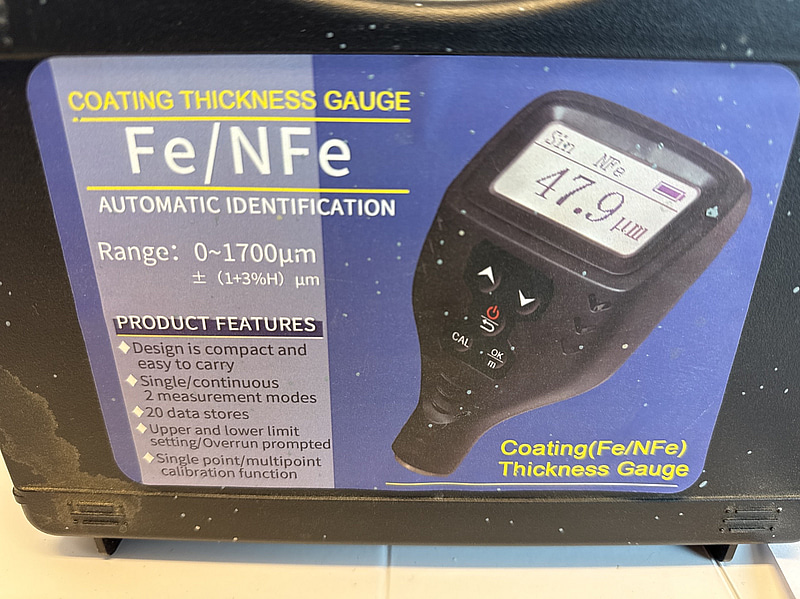 COATING THICKNESS GAUGE
Fe/NFe
AUTOMATIC IDENTIFICATION
Range: 0~1700μm
± (1+3%H) μm
PRODUCT FEATURES
Design is compact and
easy to carry
Single/continuous
2 measurement modes
20 data stores
Upper and lower limit
setting/Overrun prompted
Single point/multipoint
calibration function
Sin NFe
47.9 μm
CAL
OK
m
Coating(Fe/NFe)
Thickness Gauge